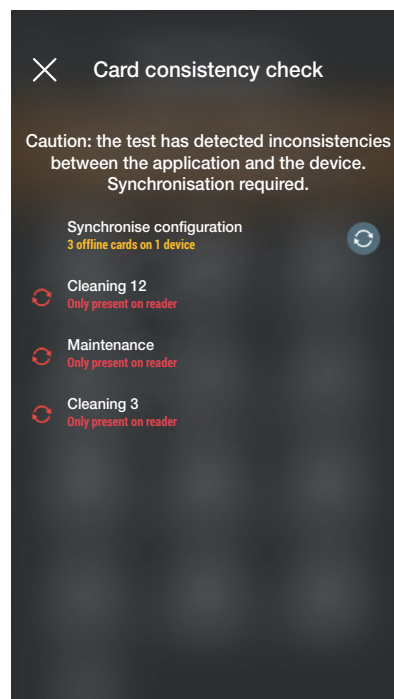 Card consistency check
Caution: the test has detected inconsistencies
between the application and the device.
Synchronisation required.
Synchronise configuration
3 offline cards on 1 device
Cleaning 12
Only present on reader
Maintenance
Only present on reader
Cleaning 3
Only present on reader